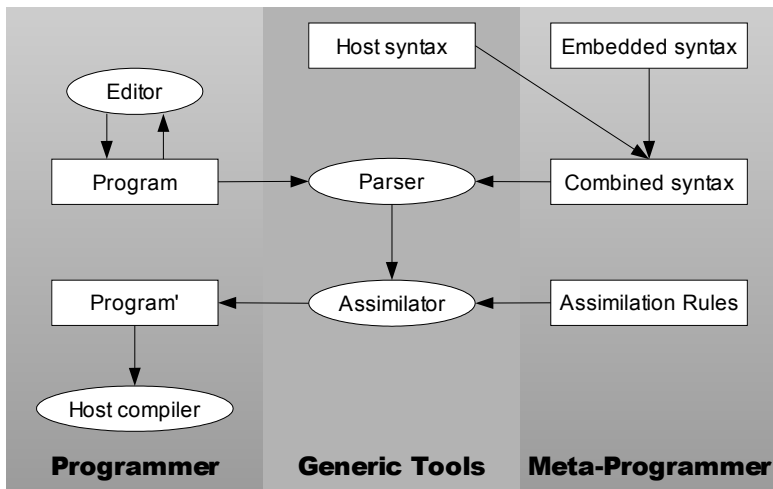 Host syntax
Embedded syntax
Editor
Program
Parser
Combined syntax
Program'
Assimilator
Assimilation Rules
Host compiler
Programmer
Generic Tools
Meta-Programmer